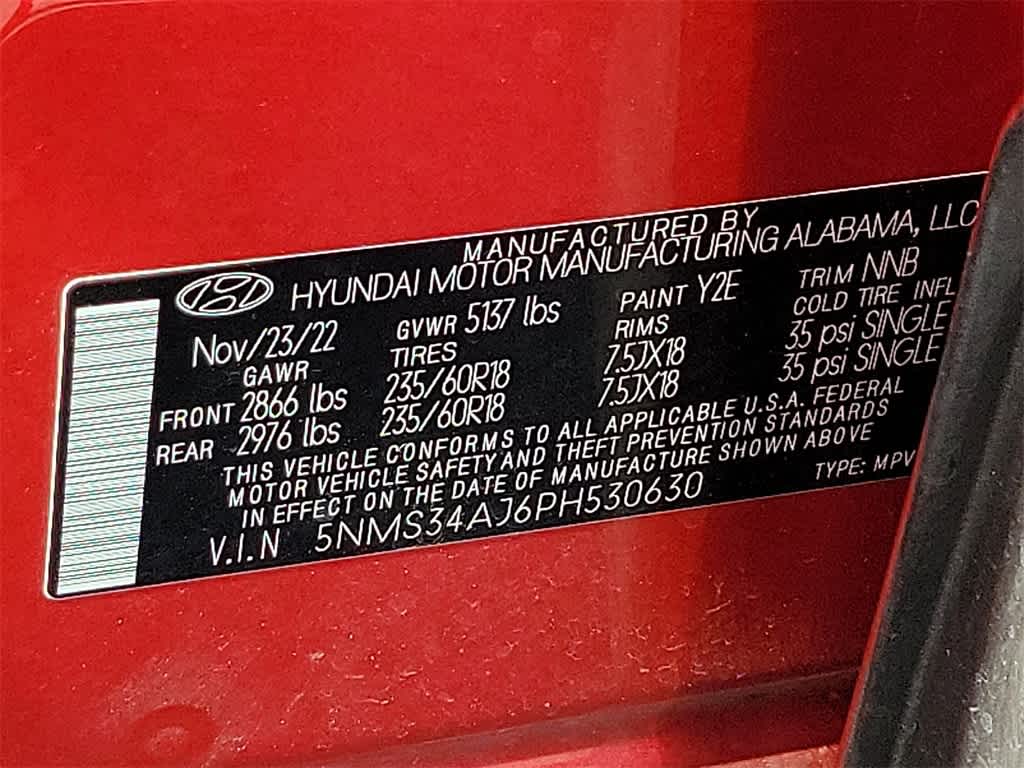 MANUFACTURED BY
HYUNDAI MOTOR MANUFACTURING ALABAMA, LLC
Nov/23/22 GVWR 5137 lbs PAINT Y2E TRIM NNB
GAWR TIRES RIMS COLD TIRE INFL
FRONT 2866 lbs 235/60R18 7.5JX18 35 psi SINGLE
REAR 2976 lbs 235/60R18 7.5JX18 35 psi SINGLE
THIS VEHICLE CONFORMS TO ALL APPLICABLE U.S.A. FEDERAL
MOTOR VEHICLE SAFETY AND THEFT PREVENTION STANDARDS
IN EFFECT ON THE DATE OF MANUFACTURE SHOWN ABOVE
V.I.N 5NMS34AJ6PH530630 TYPE: MPV